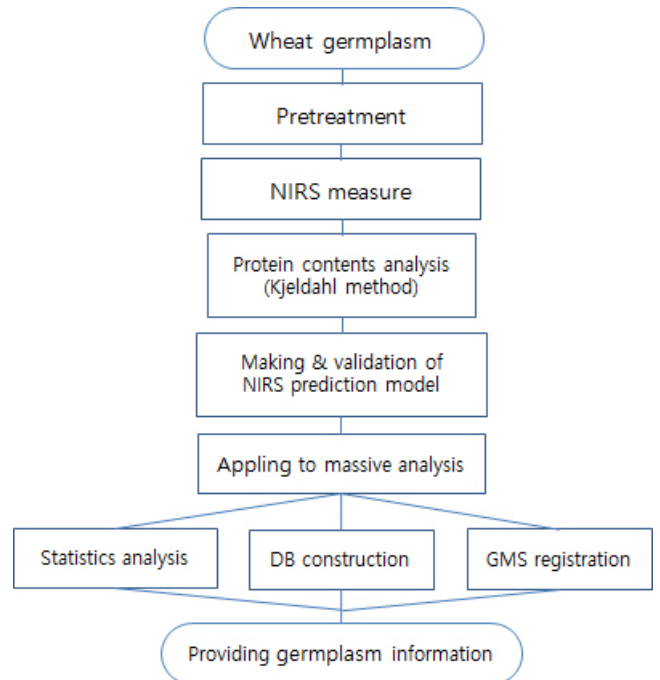 Wheat germplasm
Pretreatment
NIRS measure
Protein contents analysis
(Kjeldahl method)
Making & validation of
NIRS prediction model
Appling to massive analysis
Statistics analysis
DB construction
GMS registration
Providing germplasm information